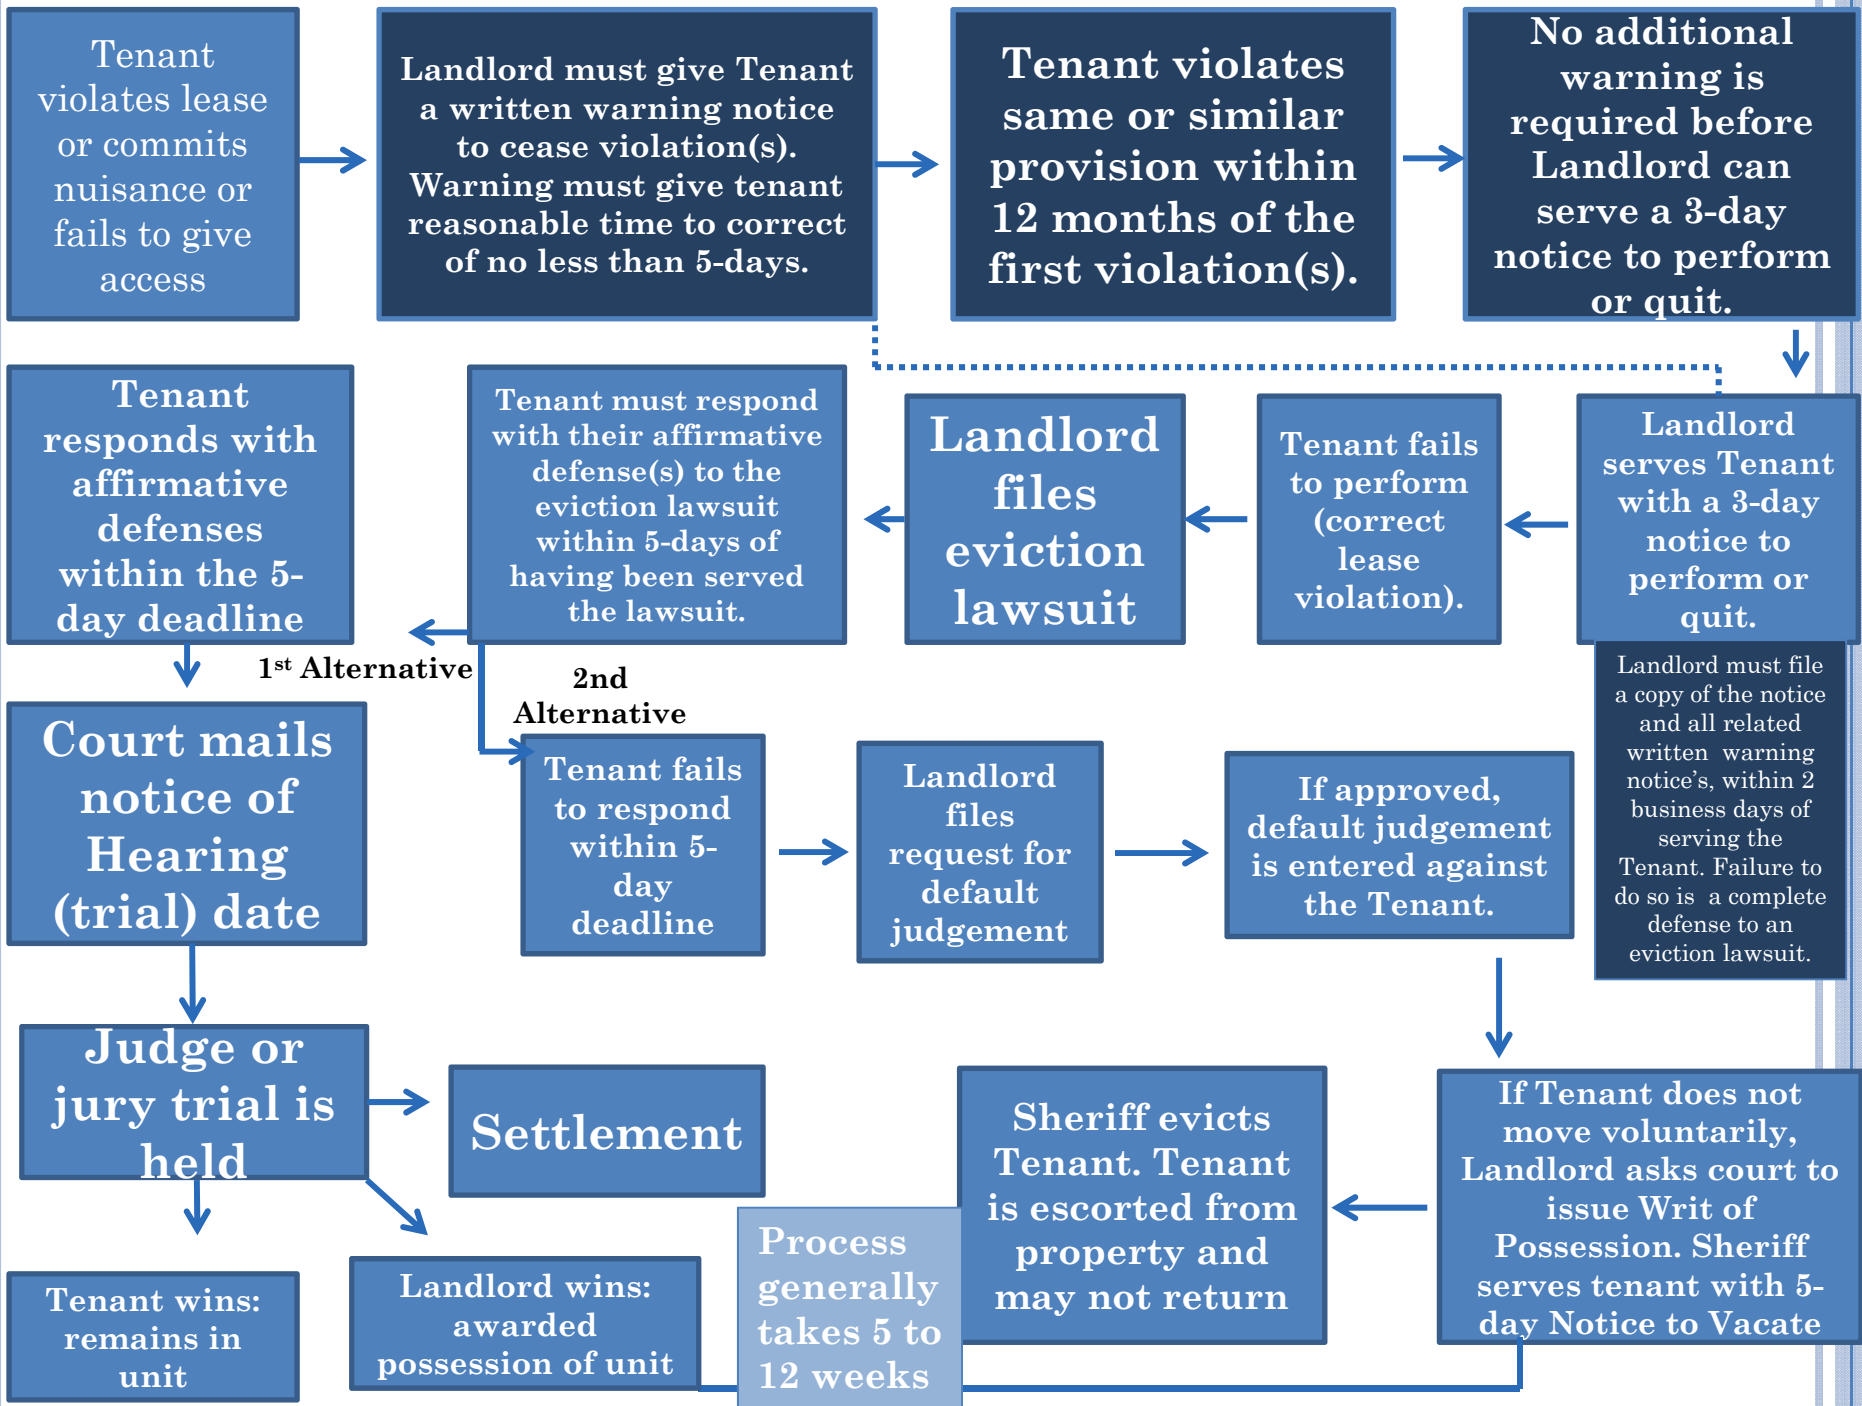 Tenant
violates lease
or commits
nuisance or
fails to give
access
Landlord must give Tenant
a written warning notice
to cease violation(s).
Warning must give tenant
reasonable time to correct
of no less than 5-days.
Tenant violates
same or similar
provision within
12 months of the
first violation(s).
No additional
warning is
required before
Landlord can
serve a 3-day
notice to perform
or quit.
Landlord
serves Tenant
with a 3-day
notice to
perform or
quit.
Landlord must file
a copy of the notice
and all related
written warning
notice's, within 2
business days of
serving the
Tenant. Failure to
do so is a complete
defense to an
eviction lawsuit.
Tenant fails
to perform
(correct
lease
violation).
Landlord
files
eviction
lawsuit
Tenant must respond
with their affirmative
defense(s) to the
eviction lawsuit
within 5-days of
having been served
the lawsuit.
1st Alternative
Tenant
responds with
affirmative
defenses
within the 5-
day deadline
Court mails
notice of
Hearing
(trial) date
2nd
Alternative
Tenant fails
to respond
within 5-
day
deadline
Landlord
files
request for
default
judgement
If approved,
default judgement
is entered against
the Tenant.
Judge or
jury trial is
held
Settlement
Tenant wins:
remains in
unit
Landlord wins:
awarded
possession of unit
Process
generally
takes 5 to
12 weeks
Sheriff evicts
Tenant. Tenant
is escorted from
property and
may not return
If Tenant does not
move voluntarily,
Landlord asks court to
issue Writ of
Possession. Sheriff
serves tenant with 5-
day Notice to Vacate